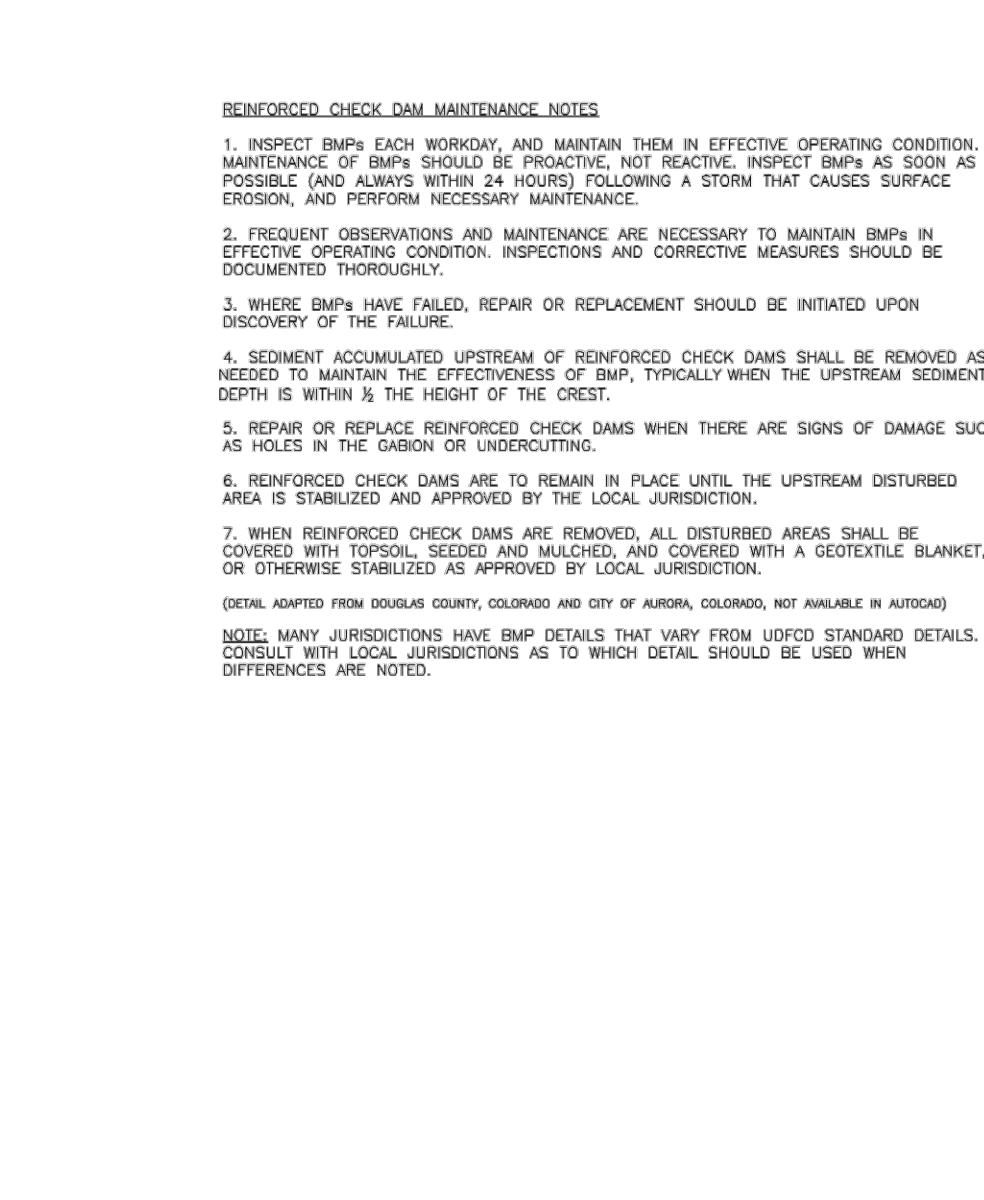 REINFORCED CHECK DAM MAINTENANCE NOTES
1. INSPECT BMPs EACH WORKDAY, AND MAINTAIN THEM IN EFFECTIVE OPERATING CONDITION.
MAINTENANCE OF BMPs SHOULD BE PROACTIVE, NOT REACTIVE. INSPECT BMPs AS SOON AS
POSSIBLE (AND ALWAYS WITHIN 24 HOURS) FOLLOWING A STORM THAT CAUSES SURFACE
EROSION, AND PERFORM NECESSARY MAINTENANCE.
2. FREQUENT OBSERVATIONS AND MAINTENANCE ARE NECESSARY TO MAINTAIN BMPs IN
EFFECTIVE OPERATING CONDITION. INSPECTIONS AND CORRECTIVE MEASURES SHOULD BE
DOCUMENTED THOROUGHLY.
3. WHERE BMPs HAVE FAILED, REPAIR OR REPLACEMENT SHOULD BE INITIATED UPON
DISCOVERY OF THE FAILURE.
4. SEDIMENT ACCUMULATED UPSTREAM OF REINFORCED CHECK DAMS SHALL BE REMOVED AS
NEEDED TO MAINTAIN THE EFFECTIVENESS OF BMP, TYPICALLY WHEN THE UPSTREAM SEDIMENT
DEPTH IS WITHIN ½ THE HEIGHT OF THE CREST.
5. REPAIR OR REPLACE REINFORCED CHECK DAMS WHEN THERE ARE SIGNS OF DAMAGE SUC
AS HOLES IN THE GABION OR UNDERCUTTING.
6. REINFORCED CHECK DAMS ARE TO REMAIN IN PLACE UNTIL THE UPSTREAM DISTURBED
AREA IS STABILIZED AND APPROVED BY THE LOCAL JURISDICTION.
7. WHEN REINFORCED CHECK DAMS ARE REMOVED, ALL DISTURBED AREAS SHALL BE
COVERED WITH TOPSOIL, SEEDED AND MULCHED, AND COVERED WITH A GEOTEXTILE BLANKET,
OR OTHERWISE STABILIZED AS APPROVED BY LOCAL JURISDICTION.
(DETAIL ADAPTED FROM DOUGLAS COUNTY, COLORADO AND CITY OF AURORA, COLORADO, NOT AVAILABLE IN AUTOCAD)
NOTE: MANY JURISDICTIONS HAVE BMP DETAILS THAT VARY FROM UDFCD STANDARD DETAILS.
CONSULT WITH LOCAL JURISDICTIONS AS TO WHICH DETAIL SHOULD BE USED WHEN
DIFFERENCES ARE NOTED.